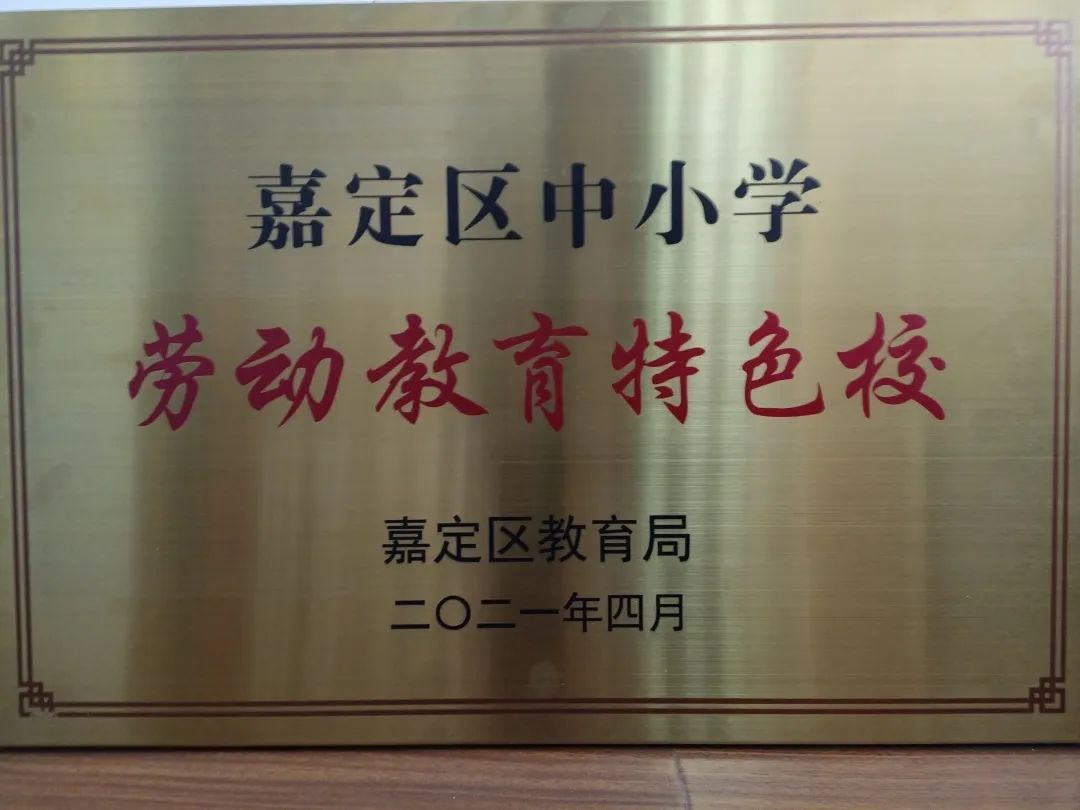 嘉定区中小学
劳动教育特色校
嘉定区教育局
二〇二一年四月